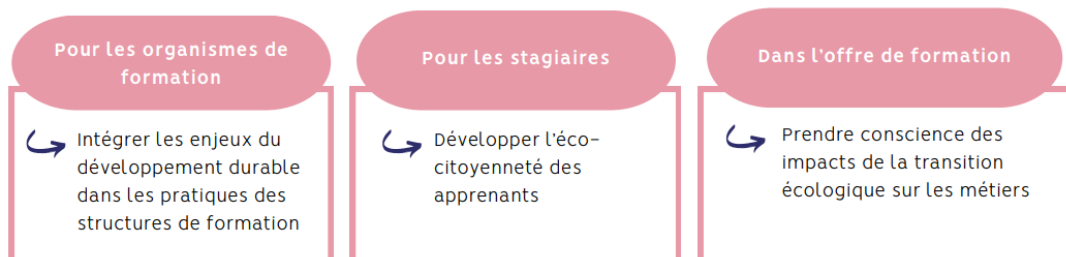 Pour les organismes de
formation
Intégrer les enjeux du
développement durable
dans les pratiques des
structures de formation
Pour les stagiaires
Développer l'éco-
citoyenneté des
apprenants
Dans l'offre de formation
Prendre conscience des
impacts de la transition
écologique sur les métiers